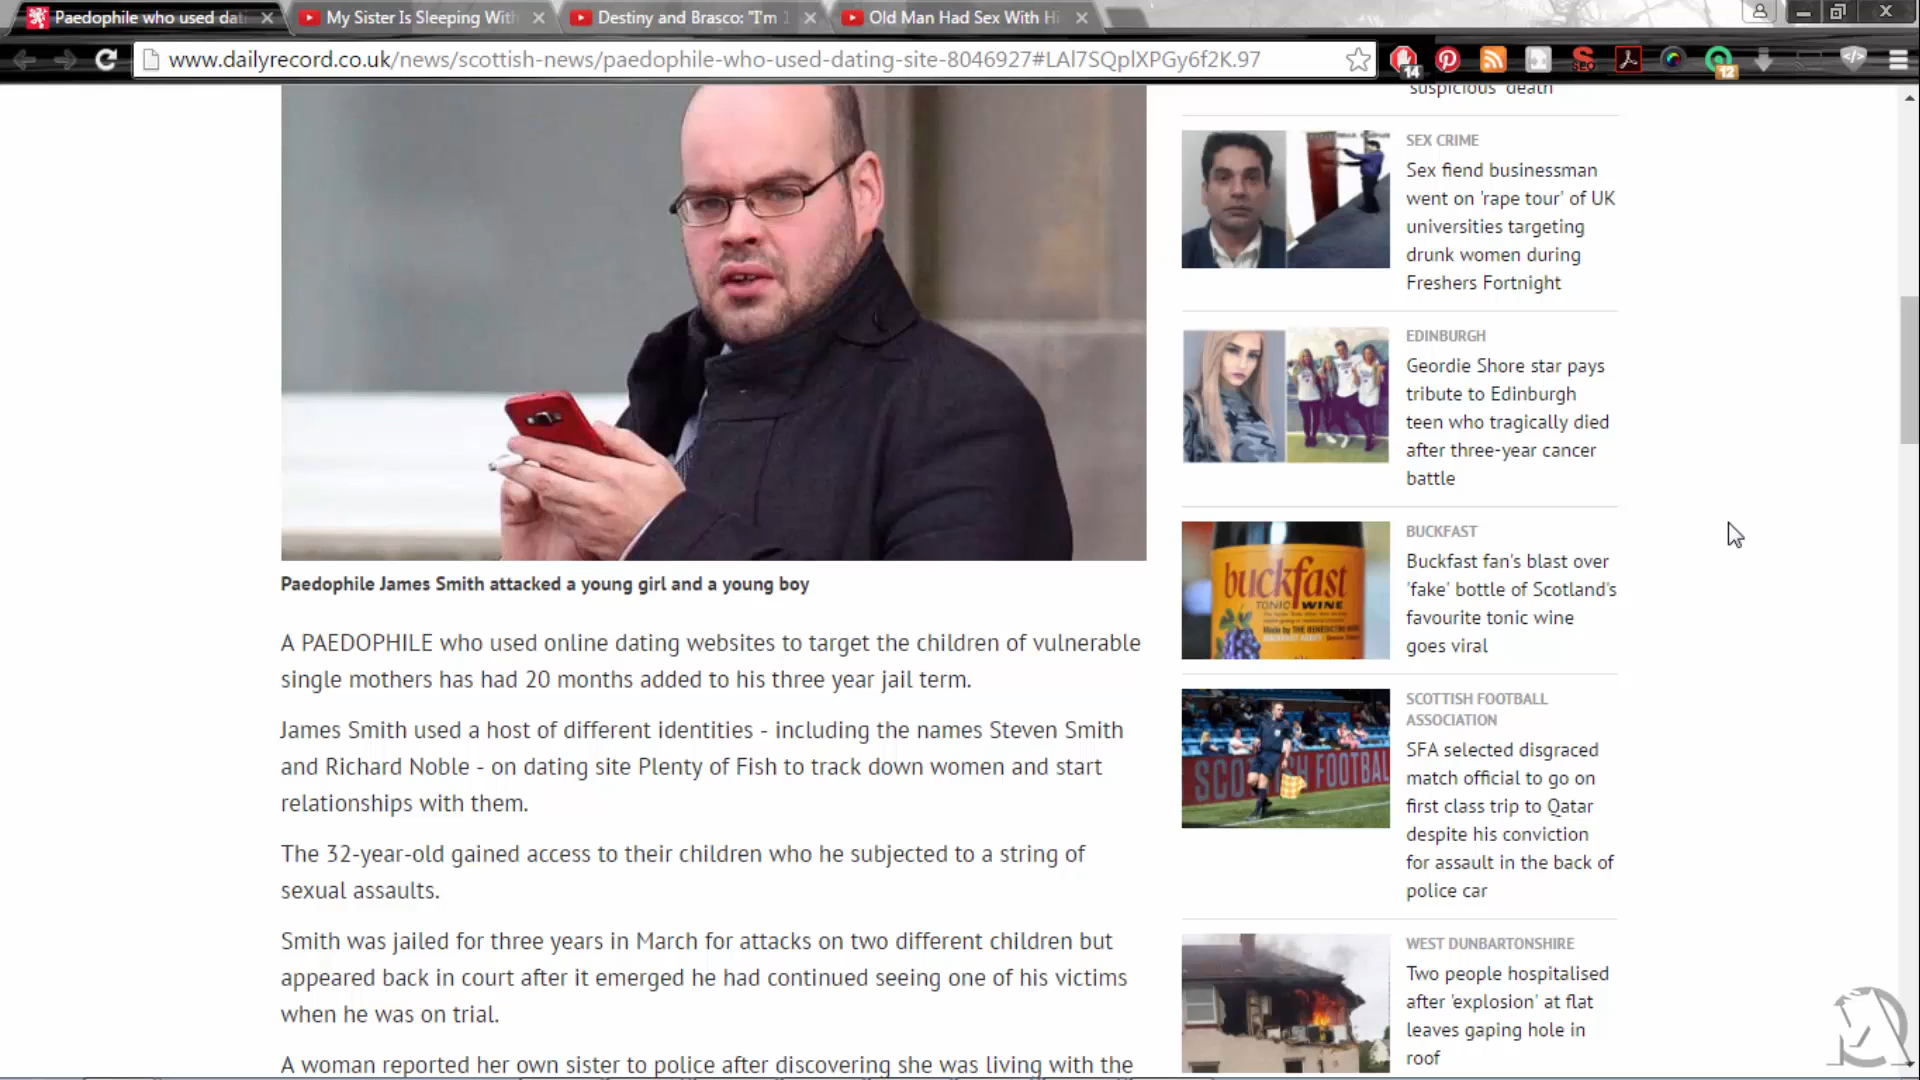 Paedophile who used dat
My Sister Is Sleeping With
Destiny and Brasco: "I'm 1
Old Man Had Sex With Hi
www.dailyrecord.co.uk/news/scottish-news/paedophile-who-used-dating-site-8046927#LAl7SQplXPGy6f2K.97
14
SEO
12
Paedophile James Smith attacked a young girl and a young boy
A PAEDOPHILE who used online dating websites to target the children of vulnerable
single mothers has had 20 months added to his three year jail term.
James Smith used a host of different identities - including the names Steven Smith
and Richard Noble - on dating site Plenty of Fish to track down women and start
relationships with them.
The 32-year-old gained access to their children who he subjected to a string of
sexual assaults.
Smith was jailed for three years in March for attacks on two different children but
appeared back in court after it emerged he had continued seeing one of his victims
when he was on trial.
A woman reported her own sister to police after discovering she was living with the
'suspicious' death
SEX CRIME
Sex fiend businessman
went on 'rape tour' of UK
universities targeting
drunk women during
Freshers Fortnight
EDINBURGH
Geordie Shore star pays
tribute to Edinburgh
teen who tragically died
after three-year cancer
battle
buckfast
TONIC WINE
BUCKFAST
Buckfast fan's blast over
'fake' bottle of Scotland's
favourite tonic wine
goes viral
SCOTTISH FOOTBAL
SCOTTISH FOOTBALL
ASSOCIATION
SFA selected disgraced
match official to go on
first class trip to Qatar
despite his conviction
for assault in the back of
police car
WEST DUNBARTONSHIRE
Two people hospitalised
after 'explosion' at flat
leaves gaping hole in
roof